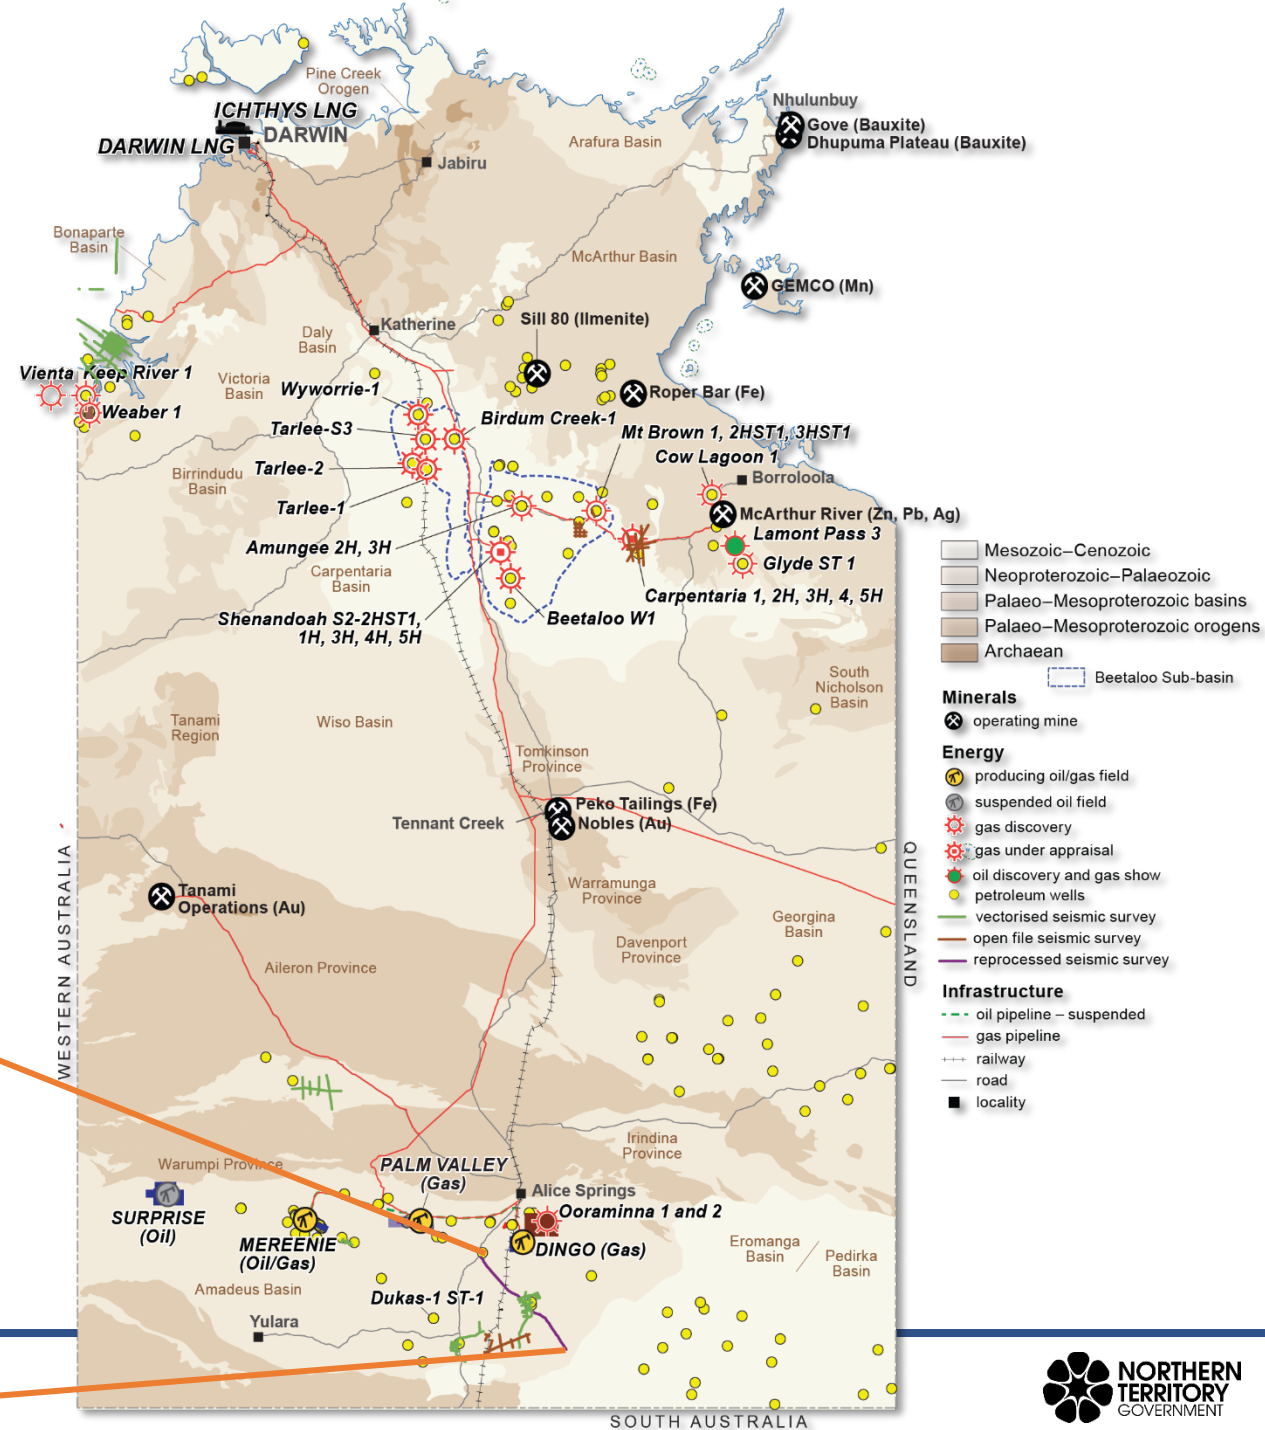 Pine Creek
Orogen
ICHTHYS LNG
DARWIN
DARWIN LNG
Jabiru
Arafura Basin
Nhulunbuy
Gove (Bauxite)
Dhupuma Plateau (Bauxite)
Bonaparte
Basin
McArthur Basin
GEMCO (Mn)
Sill 80 (Ilmenite)
Katherine
Daly
Basin
Vienta
Keep River 1
Victoria
Basin
Wyworrie-1
Roper Bar (Fe)
Weaber 1
Birdum Creek-1
Tarlee-S3
Mt Brown 1, 2HST1, 3HST1
Cow Lagoon 1
Tarlee-2
Birrindudu
Basin
Borroloola
Tarlee-1
McArthur River (Zn, Pb, Ag)
Lamont Pass 3
Amungee 2H, 3H
Glyde ST 1
Carpentaria
Basin
Carpentaria 1, 2H, 3H, 4, 5H
Shenandoah S2-2HST1,
1H, 3H, 4H, 5H
Beetaloo W1
South
Nicholson
Basin
Tanami
Region
Wiso Basin
Tomkinson
Province
Peko Tailings (Fe)
Tennant Creek
Nobles (Au)
Tanami
Operations (Au)
Warramunga
Province
Georgina
Basin
Davenport
Province
Aileron Province
WESTERN AUSTRALIA
QUEENSLAND
Irindina
Province
Warumpi Province
PALM VALLEY
(Gas)
Alice Springs
SURPRISE
(Oil)
Ooraminna 1 and 2
MEREENIE
(Oil/Gas)
DINGO (Gas)
Eromanga
Basin
Pedirka
Basin
Amadeus Basin
Dukas-1 ST-1
Yulara
SOUTH AUSTRALIA
Mesozoic–Cenozoic
Neoproterozoic–Palaeozoic
Palaeo–Mesoproterozoic basins
Palaeo–Mesoproterozoic orogens
Archaean
Beetaloo Sub-basin
Minerals
operating mine
Energy
producing oil/gas field
suspended oil field
gas discovery
gas under appraisal
oil discovery and gas show
petroleum wells
vectorised seismic survey
open file seismic survey
reprocessed seismic survey
Infrastructure
oil pipeline – suspended
gas pipeline
railway
road
locality
NORTHERN
TERRITORY
GOVERNMENT